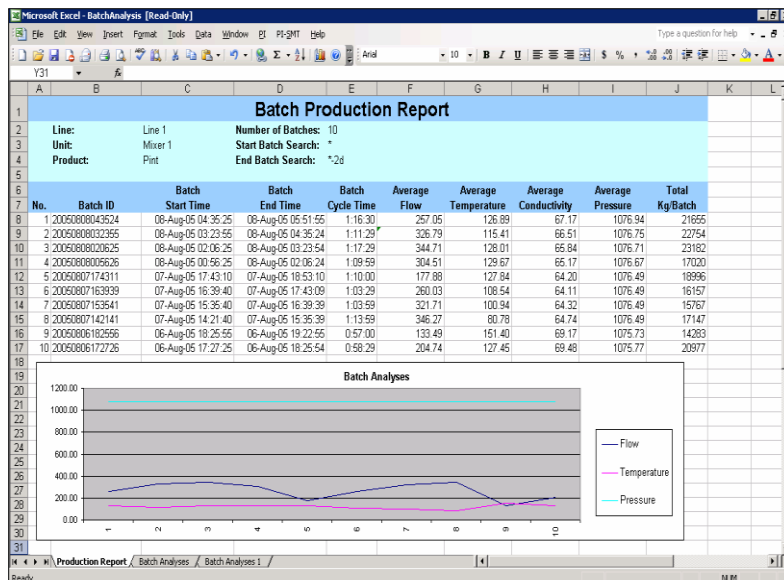 Microsoft Excel - BatchAnalysis [Read-Only]
File Edit View Insert Format Tools Data Window PI PI-SMT Help Type a question for help
Arial 10 B I U $ % ,
Y31 fx
A B C D E F G H I J K L
1 Batch Production Report
2 Line: Line 1 Number of Batches: 10
3 Unit: Mixer 1 Start Batch Search: *
4 Product: Pint End Batch Search: *-2d
5
6 Batch Batch Batch Average Average Average Average Total
7 No. Batch ID Start Time End Time Cycle Time Flow Temperature Conductivity Pressure Kg/Batch
8 1 20050808043524 08-Aug-05 04:35:25 08-Aug-05 05:51:55 1:16:30 257.05 126.89 67.17 1076.94 21655
9 2 20050808032355 08-Aug-05 03:23:55 08-Aug-05 04:35:24 1:11:29 326.79 115.41 66.51 1076.75 22754
10 3 20050808020625 08-Aug-05 02:06:25 08-Aug-05 03:23:54 1:17:29 344.71 128.01 65.84 1076.71 23182
11 4 20050808005626 08-Aug-05 00:56:25 08-Aug-05 02:06:24 1:09:59 304.51 129.67 65.17 1076.67 17020
12 5 20050807174311 07-Aug-05 17:43:10 07-Aug-05 18:53:10 1:10:00 177.88 127.84 64.20 1076.49 18996
13 6 20050807163939 07-Aug-05 16:39:40 07-Aug-05 17:43:09 1:03:29 260.03 108.54 64.11 1076.49 16157
14 7 20050807153541 07-Aug-05 15:35:40 07-Aug-05 16:39:39 1:03:59 321.71 100.94 64.32 1076.49 15767
15 8 20050807142141 07-Aug-05 14:21:40 07-Aug-05 15:35:39 1:13:59 346.27 80.78 64.74 1076.49 17147
16 9 20050806182556 06-Aug-05 18:25:55 06-Aug-05 19:22:55 0:57:00 133.49 151.40 69.17 1075.73 14283
17 10 20050806172726 06-Aug-05 17:27:25 06-Aug-05 18:25:54 0:58:29 204.74 127.45 69.48 1075.77 20977
18
19 Batch Analyses
20 1200.00
21 1000.00
22
23 800.00
24 Flow
25 600.00
26 400.00 Temperature
27 200.00
28 Pressure
29 0.00
30 1 2 3 4 5 6 7 8 9 10
31
Production Report Batch Analyses Batch Analyses 1
Ready NUM